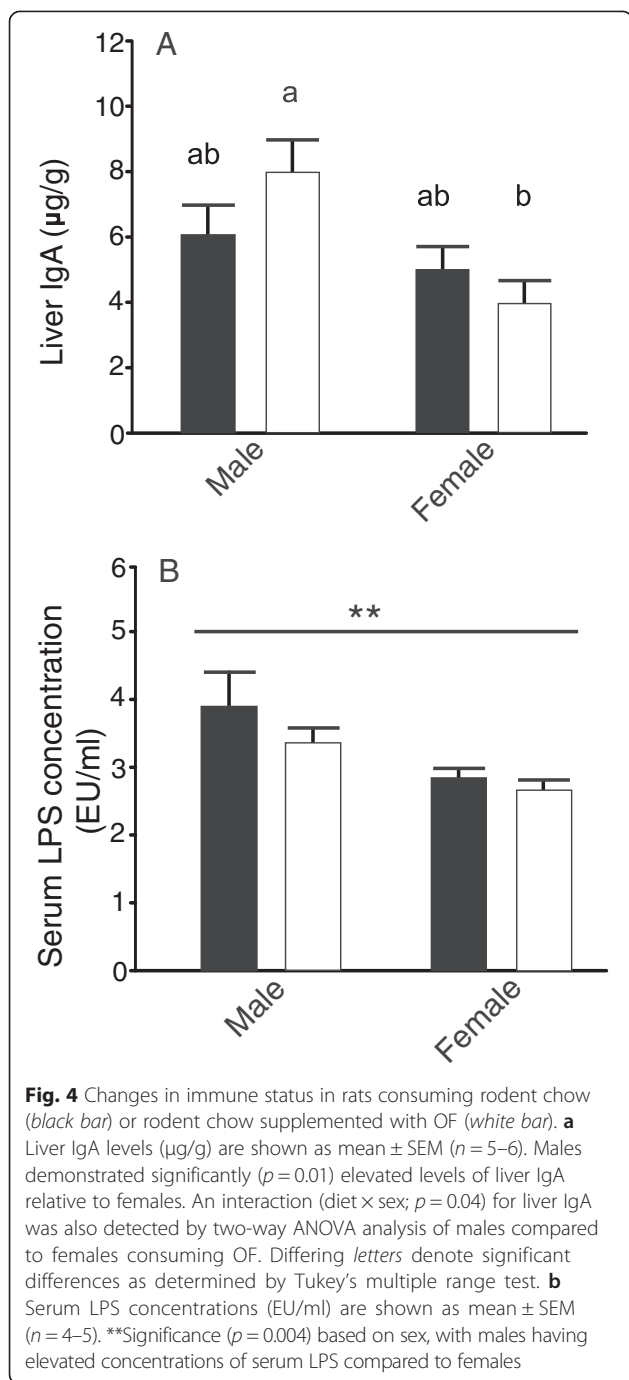 A
12
10
8
6
4
2
0
Liver IgA (µg/g)
ab
a
ab
b
Male
Female
B
6
5
4
3
2
1
0
Serum LPS concentration
(EU/ml)
**
Male
Female
Fig. 4 Changes in immune status in rats consuming rodent chow
(black bar) or rodent chow supplemented with OF (white bar). a
Liver IgA levels (µg/g) are shown as mean ± SEM (n = 5–6). Males
demonstrated significantly (p = 0.01) elevated levels of liver IgA
relative to females. An interaction (diet × sex; p = 0.04) for liver IgA
was also detected by two-way ANOVA analysis of males compared
to females consuming OF. Differing letters denote significant
differences as determined by Tukey's multiple range test. b
Serum LPS concentrations (EU/ml) are shown as mean ± SEM
(n = 4–5). **Significance (p = 0.004) based on sex, with males having
elevated concentrations of serum LPS compared to females